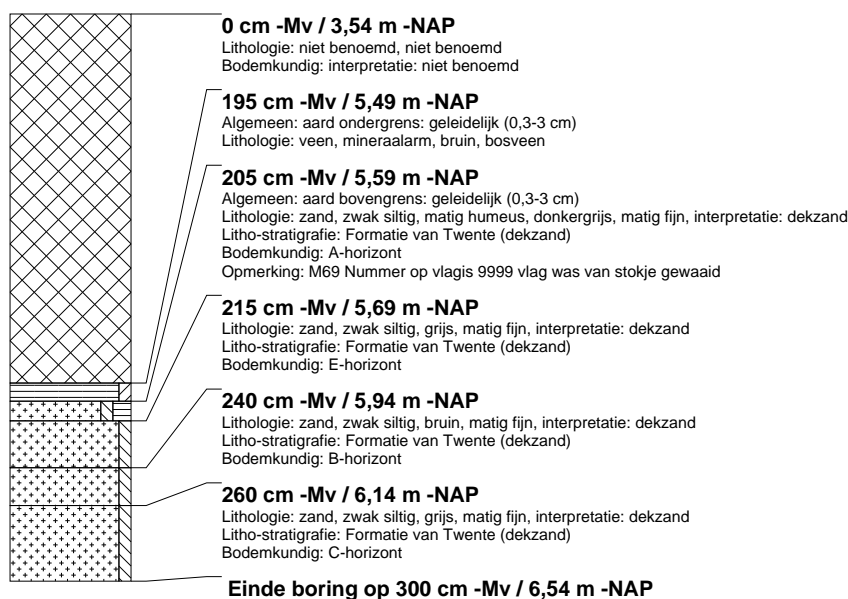 0 cm -Mv / 3,54 m -NAP
Lithologie: niet benoemd, niet benoemd
Bodemkundig: interpretatie: niet benoemd
195 cm -Mv / 5,49 m -NAP
Algemeen: aard ondergrens: geleidelijk (0,3-3 cm)
Lithologie: veen, mineraalarm, bruin, bosveen
205 cm -Mv / 5,59 m -NAP
Algemeen: aard bovengrens: geleidelijk (0,3-3 cm)
Lithologie: zand, zwak siltig, matig humeus, donkergrijs, matig fijn, interpretatie: dekzand
Litho-stratigrafie: Formatie van Twente (dekzand)
Bodemkundig: A-horizont
Opmerking: M69 Nummer op vlagis 9999 vlag was van stokje gewaaid
215 cm -Mv / 5,69 m -NAP
Lithologie: zand, zwak siltig, grijs, matig fijn, interpretatie: dekzand
Litho-stratigrafie: Formatie van Twente (dekzand)
Bodemkundig: E-horizont
240 cm -Mv / 5,94 m -NAP
Lithologie: zand, zwak siltig, bruin, matig fijn, interpretatie: dekzand
Litho-stratigrafie: Formatie van Twente (dekzand)
Bodemkundig: B-horizont
260 cm -Mv / 6,14 m -NAP
Lithologie: zand, zwak siltig, grijs, matig fijn, interpretatie: dekzand
Litho-stratigrafie: Formatie van Twente (dekzand)
Bodemkundig: C-horizont
Einde boring op 300 cm -Mv / 6,54 m -NAP